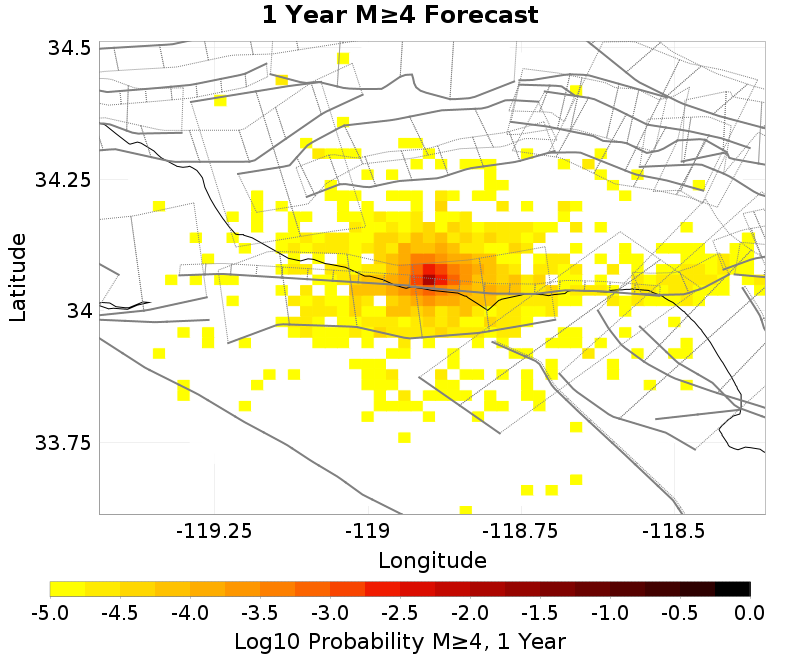 1 Year M≥4 Forecast
34.5
34.25
34
33.75
Latitude
-119.25 -119 -118.75 -118.5
Longitude
-5.0 -4.5 -4.0 -3.5 -3.0 -2.5 -2.0 -1.5 -1.0 -0.5 0.0
Log10 Probability M≥4, 1 Year